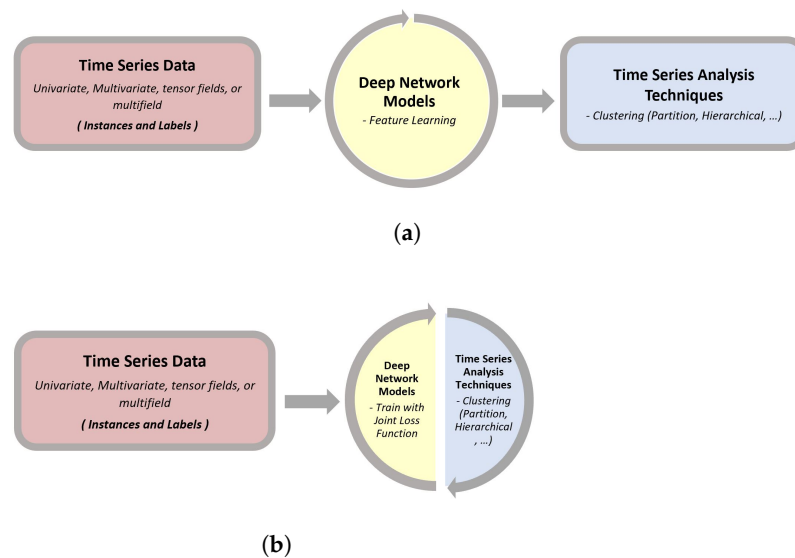 Time Series Data
Univariate, Multivariate, tensor fields, or
multifield
( Instances and Labels )
Deep Network
Models
- Feature Learning
Time Series Analysis
Techniques
- Clustering (Partition, Hierarchical, ...)
(a)
Time Series Data
Univariate, Multivariate, tensor fields, or
multifield
( Instances and Labels )
Deep
Network
Models
- Train with
Joint Loss
Function
Time Series
Analysis
Techniques
- Clustering
(Partition,
Hierarchical
, ...)
(b)